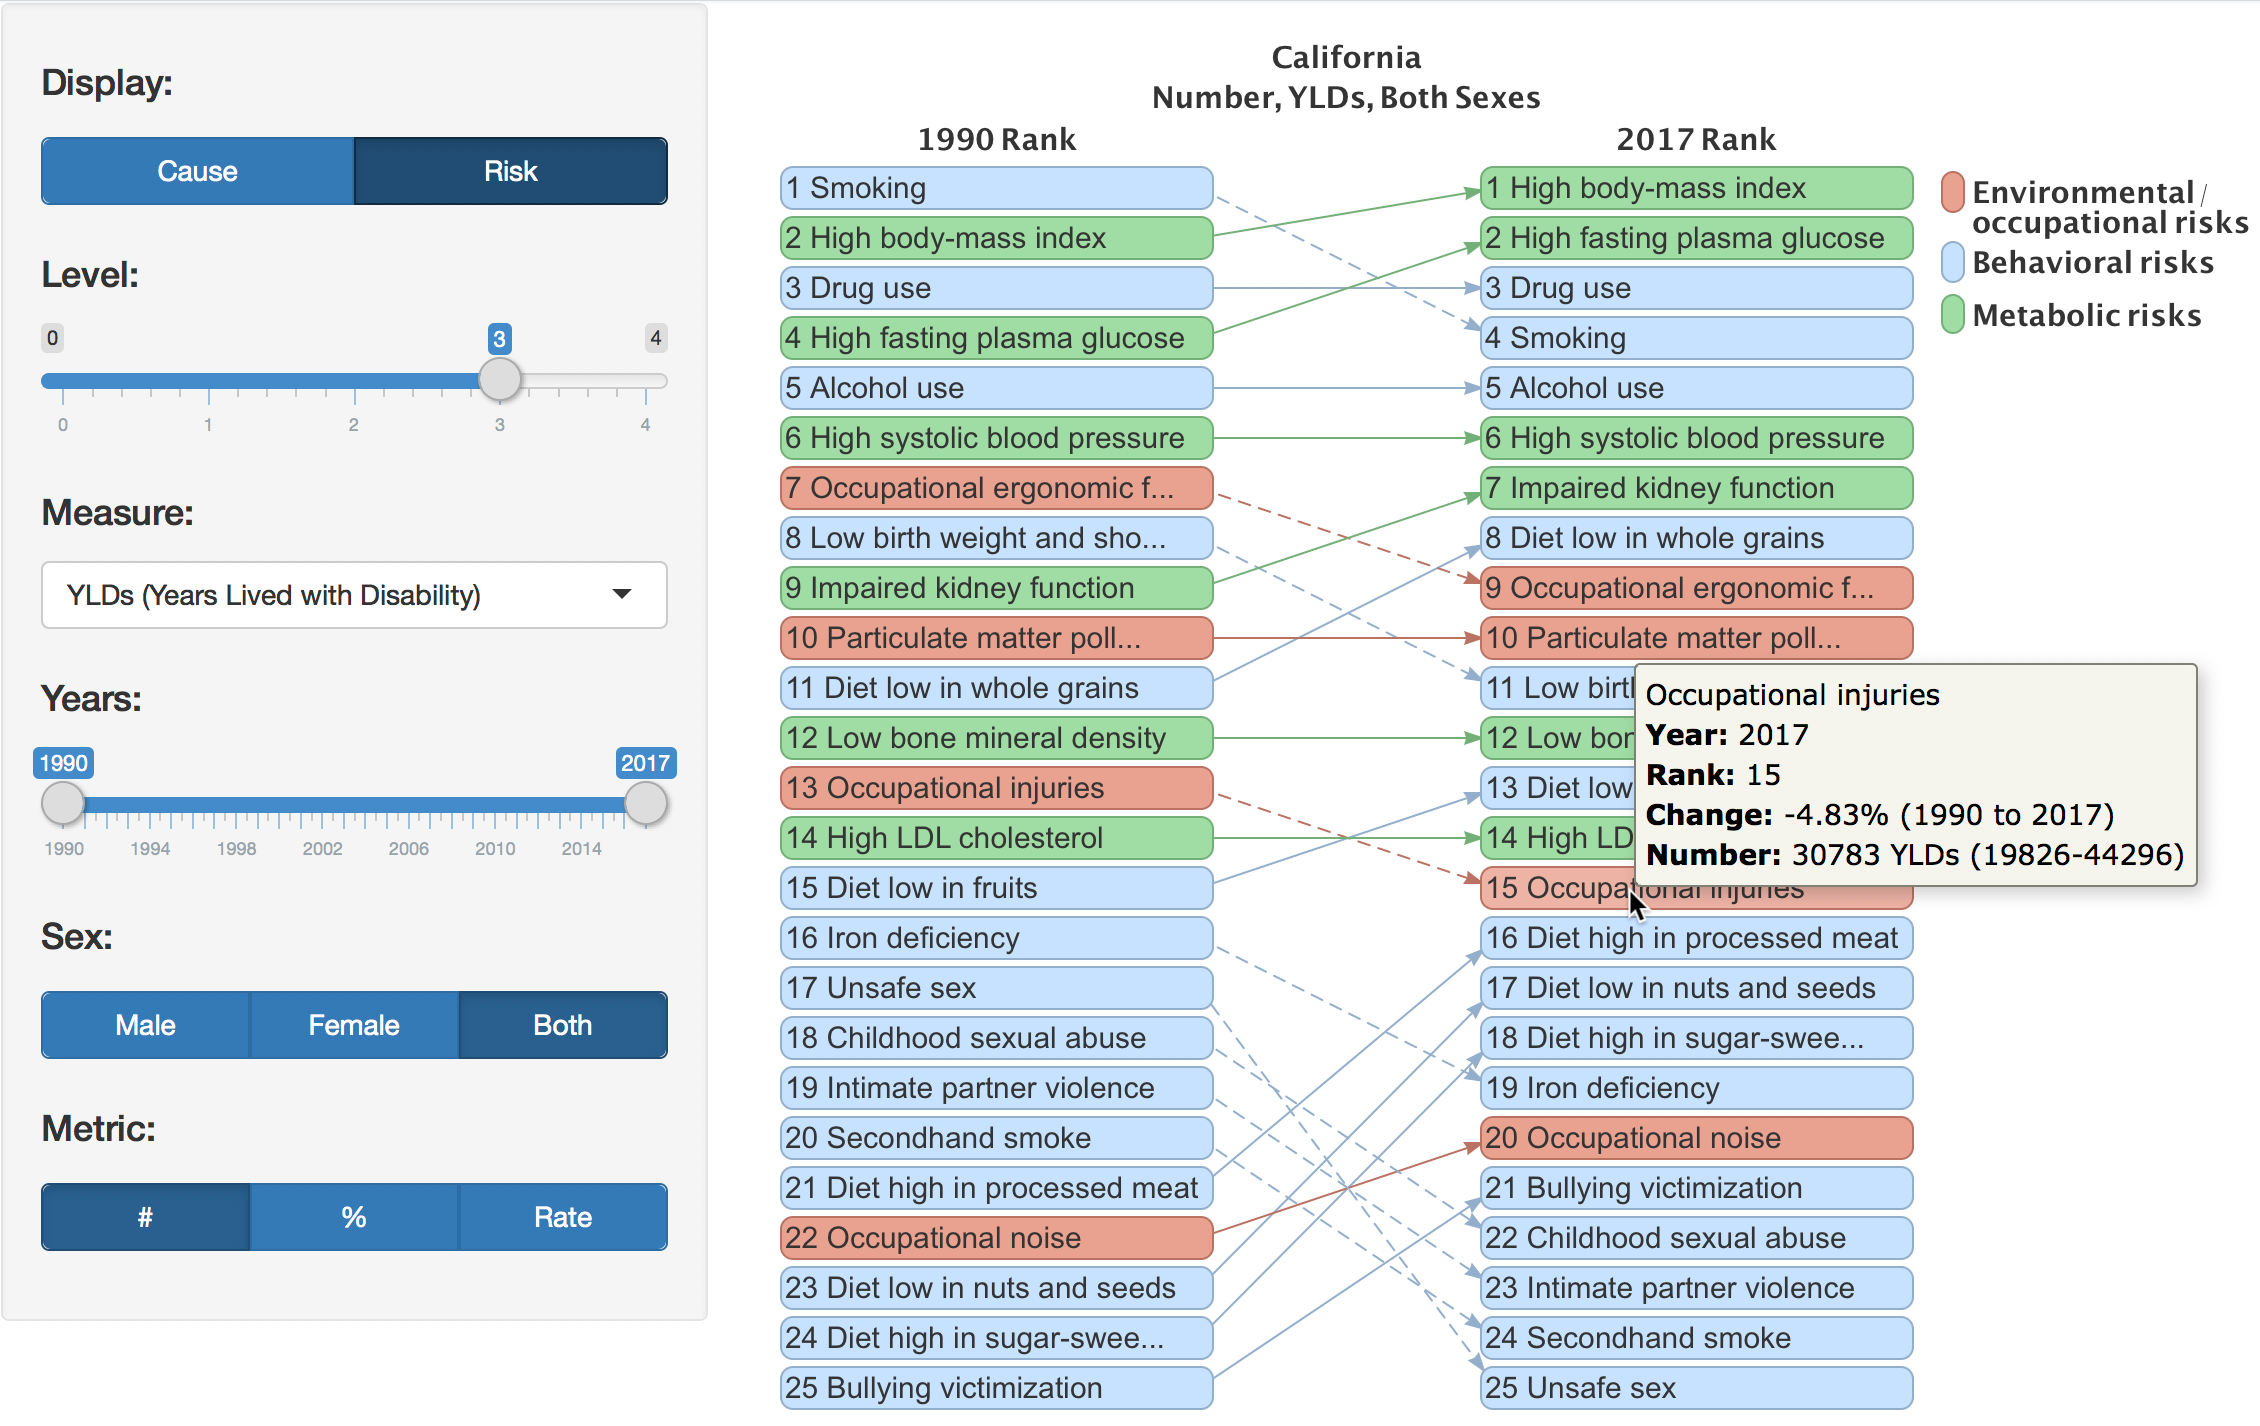 Display:
Cause
Risk
Level:
0
3
4
0
1
2
3
4
Measure:
YLDs (Years Lived with Disability)
Years:
1990
2017
1990
1994
1998
2002
2006
2010
2014
Sex:
Male
Female
Both
Metric:
#
%
Rate
California
Number, YLDs, Both Sexes
1990 Rank
1 Smoking
2 High body-mass index
3 Drug use
4 High fasting plasma glucose
5 Alcohol use
6 High systolic blood pressure
7 Occupational ergonomic f...
8 Low birth weight and sho...
9 Impaired kidney function
10 Particulate matter poll...
11 Diet low in whole grains
12 Low bone mineral density
13 Occupational injuries
14 High LDL cholesterol
15 Diet low in fruits
16 Iron deficiency
17 Unsafe sex
18 Childhood sexual abuse
19 Intimate partner violence
20 Secondhand smoke
21 Diet high in processed meat
22 Occupational noise
23 Diet low in nuts and seeds
24 Diet high in sugar-swee...
25 Bullying victimization
2017 Rank
1 High body-mass index
2 High fasting plasma glucose
3 Drug use
4 Smoking
5 Alcohol use
6 High systolic blood pressure
7 Impaired kidney function
8 Diet low in whole grains
9 Occupational ergonomic f...
10 Particulate matter poll...
11 Low birt
12 Low bon
13 Diet low
14 High LD
15 Occupational injuries
16 Diet high in processed meat
17 Diet low in nuts and seeds
18 Diet high in sugar-swee...
19 Iron deficiency
20 Occupational noise
21 Bullying victimization
22 Childhood sexual abuse
23 Intimate partner violence
24 Secondhand smoke
25 Unsafe sex
Occupational injuries
Year: 2017
Rank: 15
Change: -4.83% (1990 to 2017)
Number: 30783 YLDs (19826-44296)
Environmental/
occupational risks
Behavioral risks
Metabolic risks